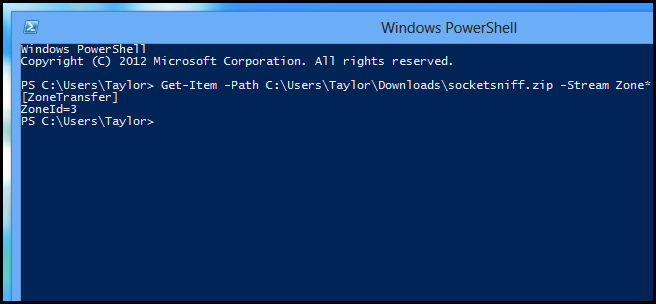 Windows PowerShell
Windows PowerShell
Copyright (C) 2012 Microsoft Corporation. All rights reserved.
PS C:\Users\Taylor> Get-Item -Path C:\Users\Taylor\Downloads\socketsniff.zip -Stream Zone*
[ZoneTransfer]
ZoneId=3
PS C:\Users\Taylor>